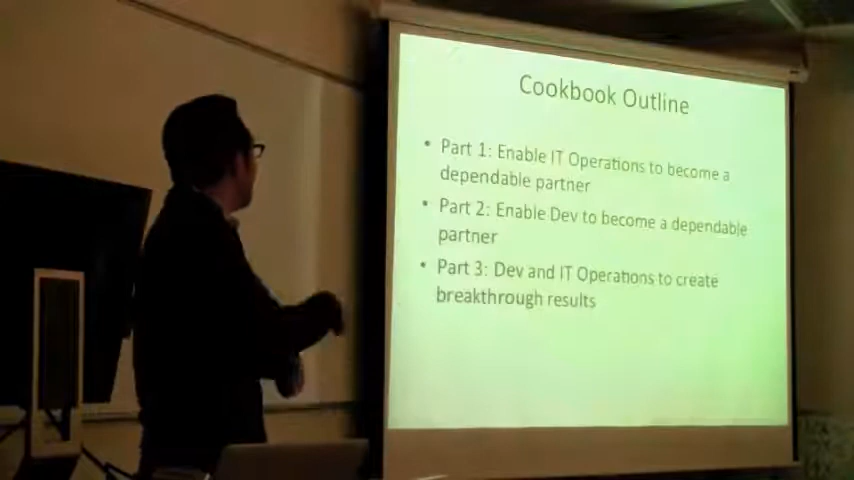 Cookbook Outline
• Part 1: Enable IT Operations to become a
dependable partner
• Part 2: Enable Dev to become a dependable
partner
• Part 3: Dev and IT Operations to create
breakthrough results